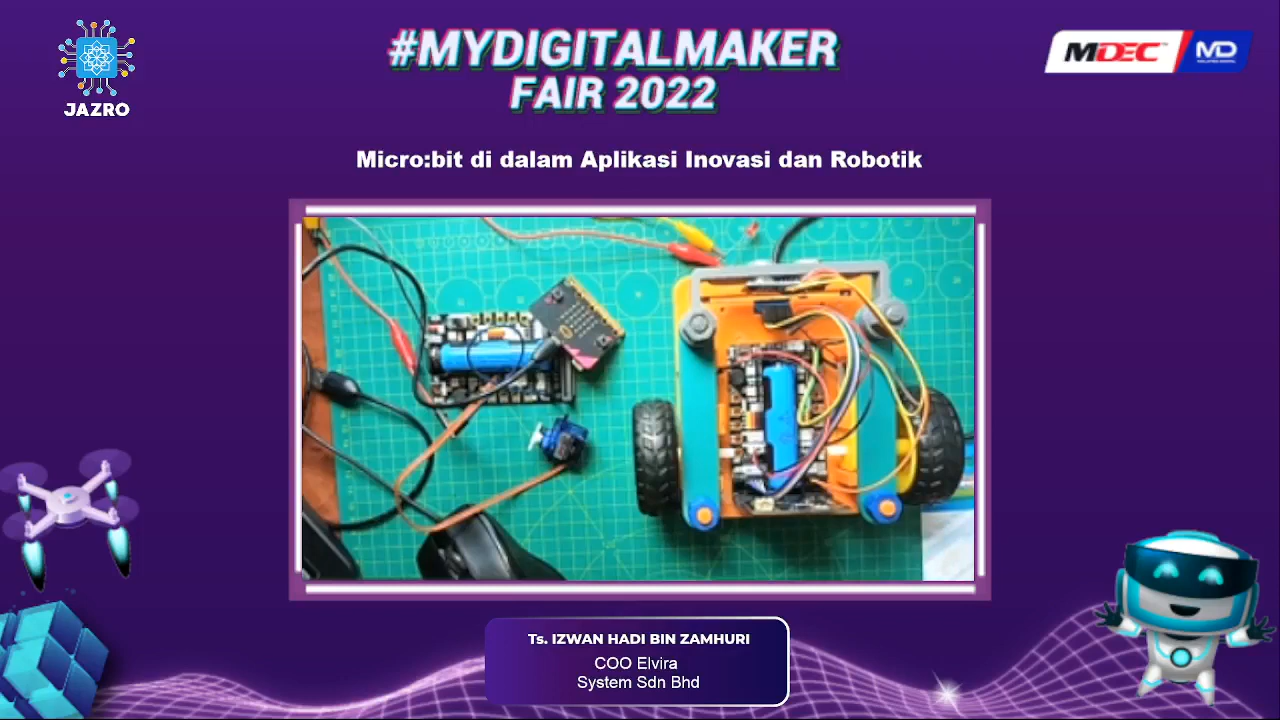 #MYDIGITALMAKER
FAIR 2022
JAZRO
MDEC™
MD
Micro:bit di dalam Aplikasi Inovasi dan Robotik
Ts. IZWAN HADI BIN ZAMHURI
COO Elvira
System Sdn Bhd